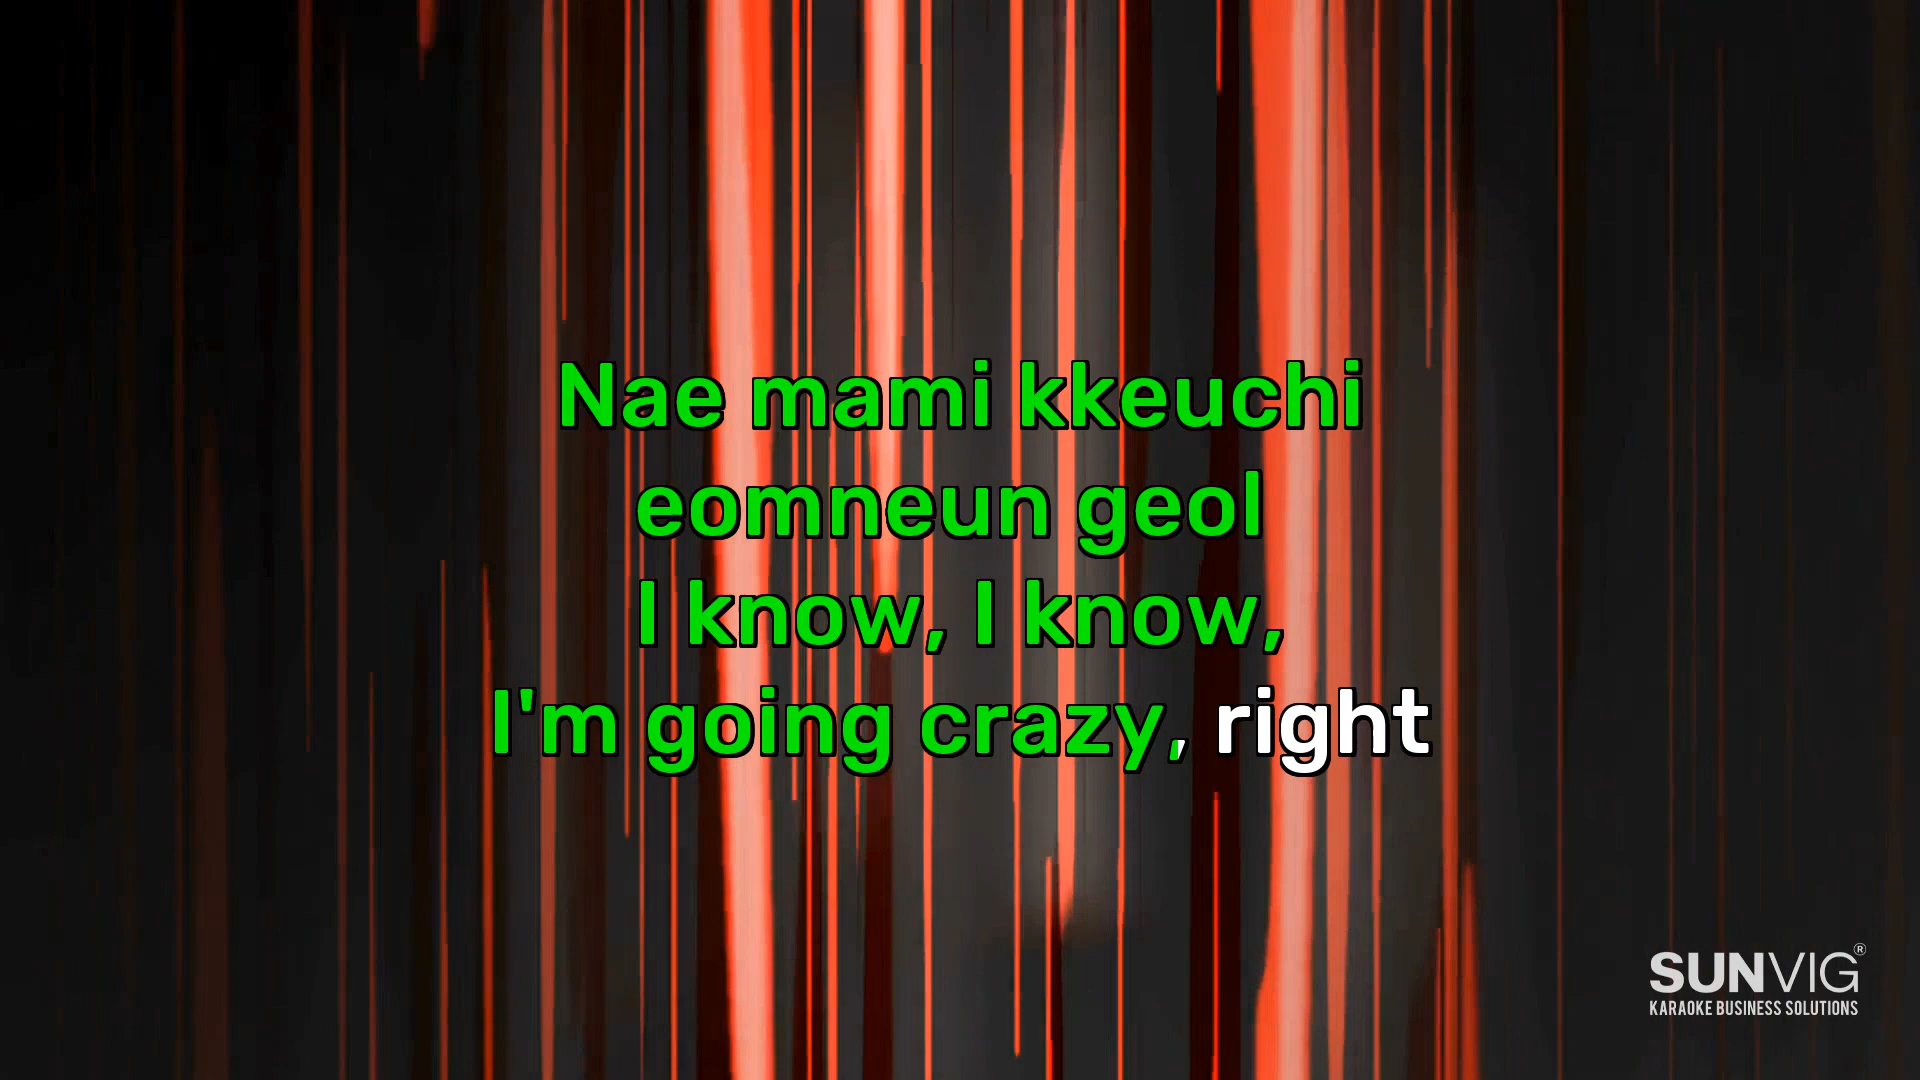 Nae mami kkeuchi
eomneun geol
I know, I know,
I'm going crazy, right
SUNVIG®
KARAOKE BUSINESS SOLUTIONS